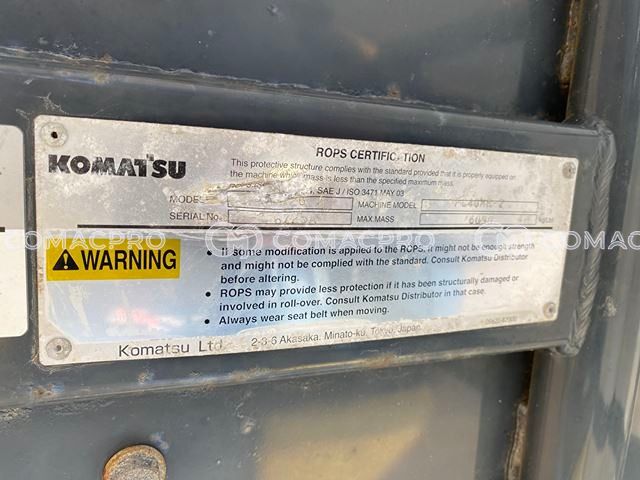 KOMATSU
ROPS CERTIFIC TION
This protective structure complies with the standard provided that it is properly equipped on
the machine which mass is less than the specified maximum mass.
SAE J / ISO 3471 MAY 03
MODEL MACHINE MODEL
SERIAL No. MAX.MASS
COMACPRO COMACPRO COMACPRO
WARNING
• If some modification is applied to the ROPS, it might not be enough strength
and might not be complied with the standard. Consult Komatsu Distributor
before altering.
• ROPS may provide less protection if it has been structurally damaged or
involved in roll-over. Consult Komatsu Distributor in that case.
• Always wear seat belt when moving.
Komatsu Ltd. 2-3-6 Akasaka. Minato-ku, Tokyo, Japan